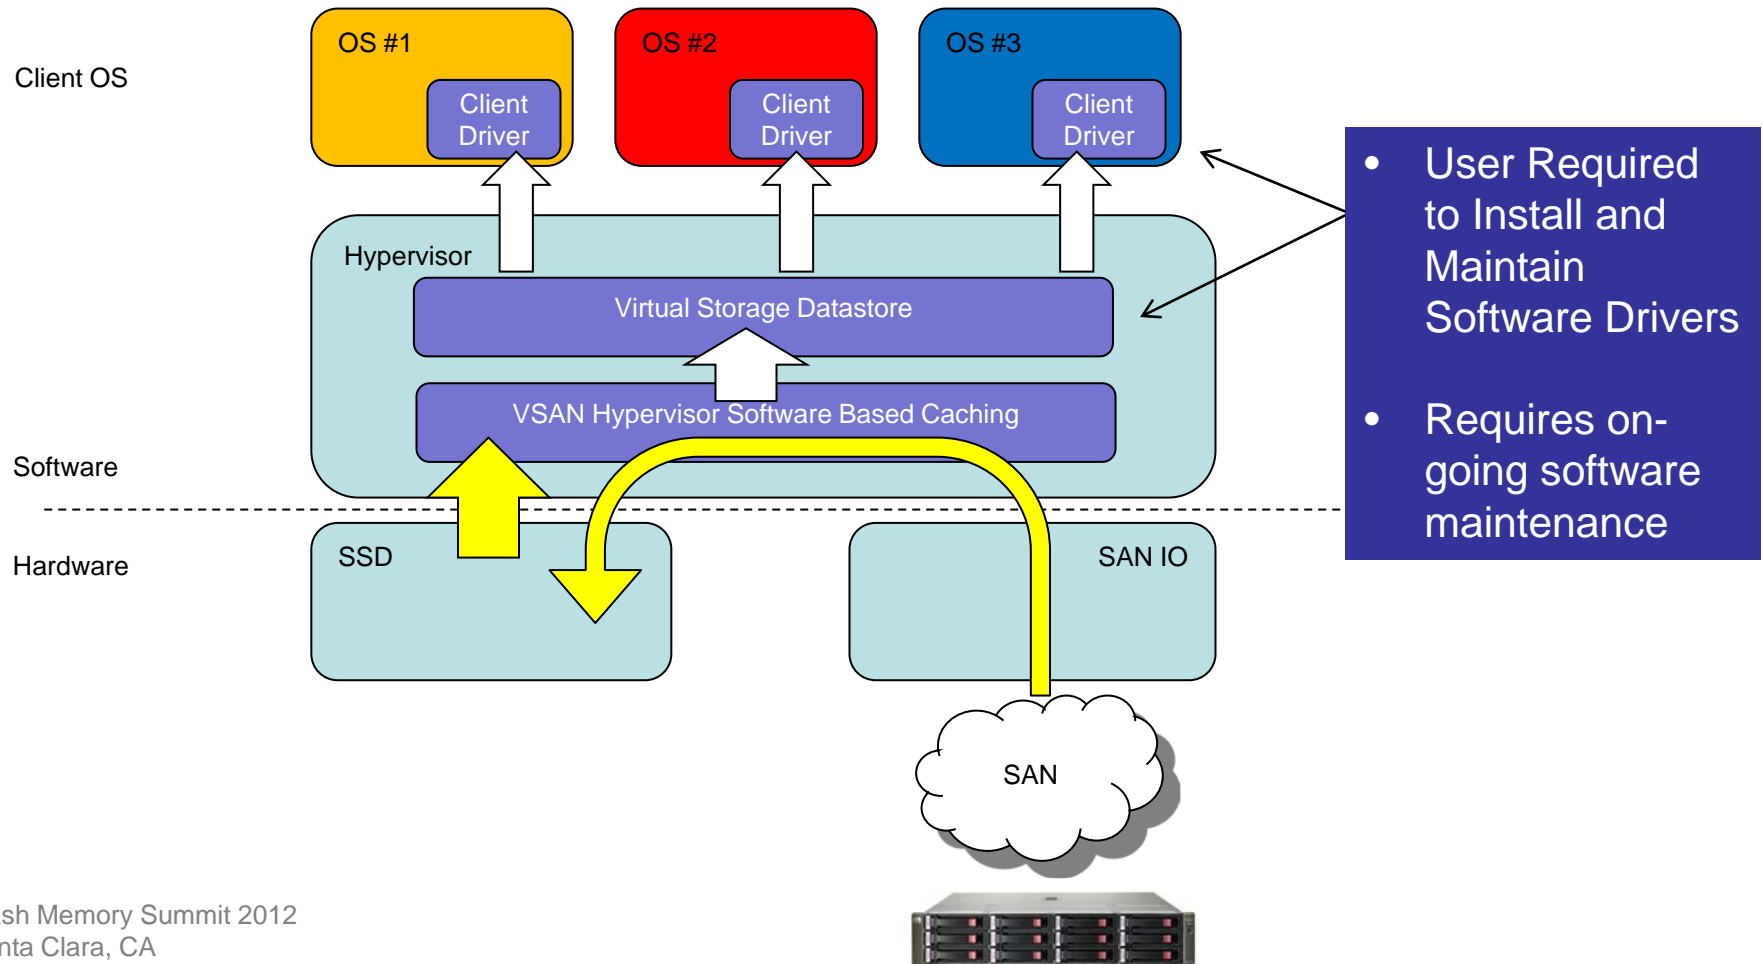 OS #1
OS #2
OS #3
Client OS
Client
Driver
Client
Driver
Client
Driver
• User Required
to Install and
Maintain
Software Drivers
• Requires on-
going software
maintenance
Hypervisor
Virtual Storage Datastore
VSAN Hypervisor Software Based Caching
Software
Hardware
SSD
SAN IO
SAN
ash Memory Summit 2012
nta Clara, CA